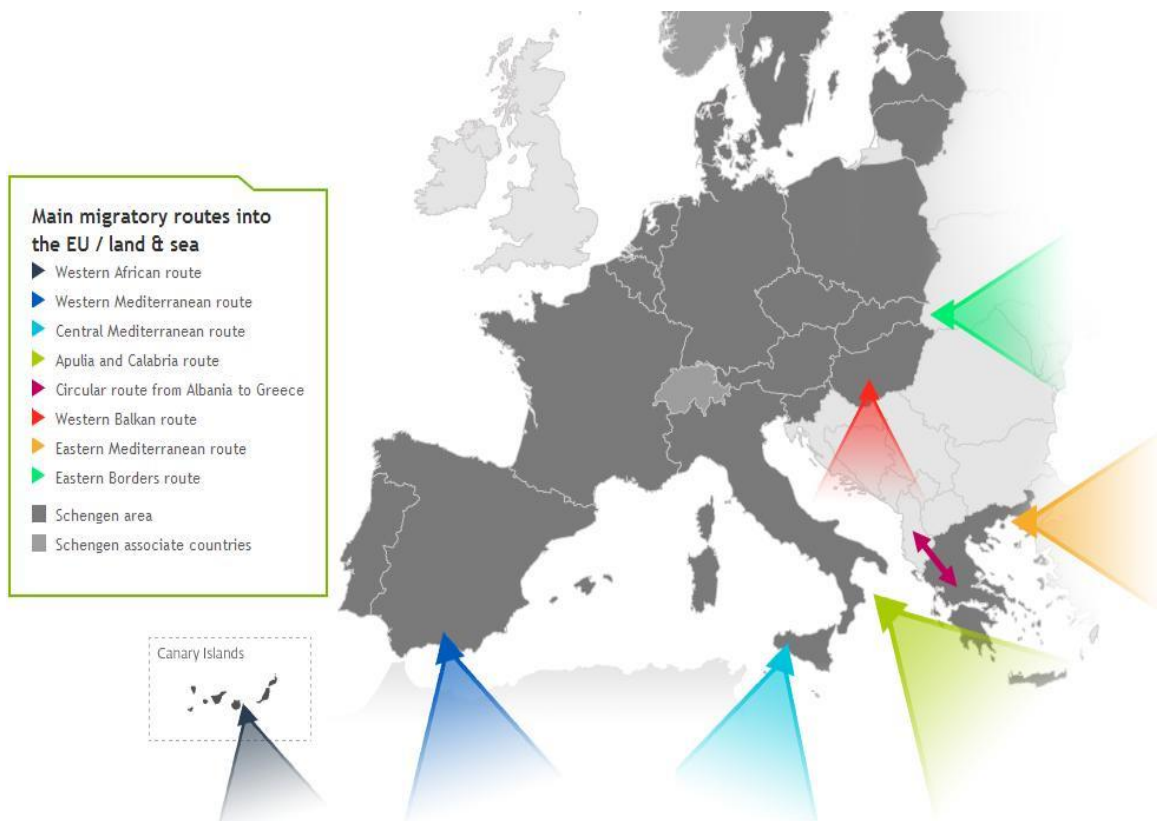 Main migratory routes into
the EU / land & sea
Western African route
Western Mediterranean route
Central Mediterranean route
Apulia and Calabria route
Circular route from Albania to Greece
Western Balkan route
Eastern Mediterranean route
Eastern Borders route
Schengen area
Schengen associate countries
Canary Islands